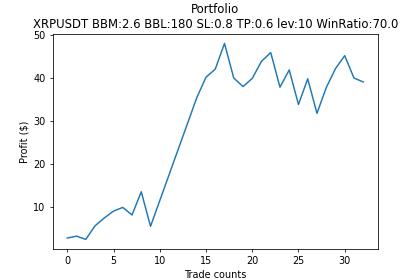 Portfolio
XRPUSDT BBM:2.6 BBL:180 SL:0.8 TP:0.6 lev:10 WinRatio:70.0
50
40
30
20
10
Profit ($)
0 5 10 15 20 25 30
Trade counts